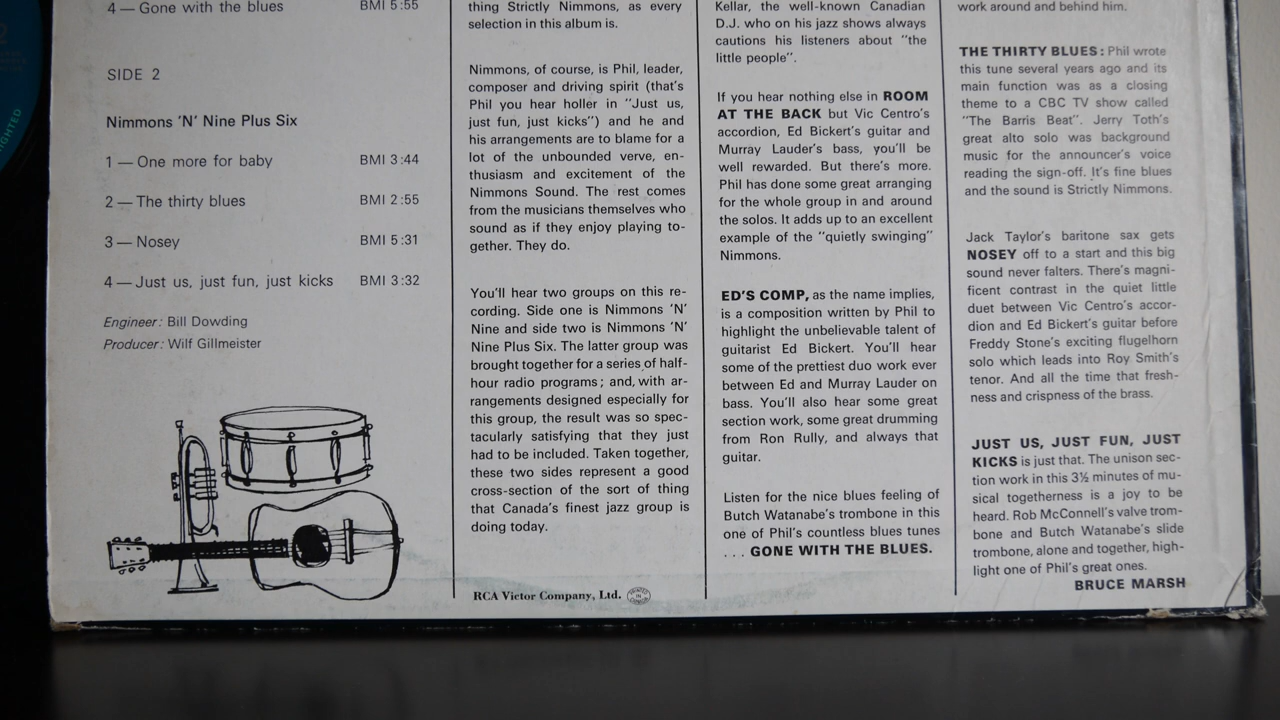 4 — Gone with the blues BMI 5:55
SIDE 2
Nimmons 'N' Nine Plus Six
1 — One more for baby BMI 3:44
2 — The thirty blues BMI 2:55
3 — Nosey BMI 5:31
4 — Just us, just fun, just kicks BMI 3:32
Engineer: Bill Dowding
Producer: Wilf Gillmeister
thing Strictly Nimmons, as every
selection in this album is.
Nimmons, of course, is Phil, leader,
composer and driving spirit (that's
Phil you hear holler in "Just us,
just fun, just kicks") and he and
his arrangements are to blame for a
lot of the unbounded verve, en-
thusiasm and excitement of the
Nimmons Sound. The rest comes
from the musicians themselves who
sound as if they enjoy playing to-
gether. They do.
You'll hear two groups on this re-
cording. Side one is Nimmons 'N'
Nine and side two is Nimmons 'N'
Nine Plus Six. The latter group was
brought together for a series of half-
hour radio programs; and, with ar-
rangements designed especially for
this group, the result was so spec-
tacularly satisfying that they just
had to be included. Taken together,
these two sides represent a good
cross-section of the sort of thing
that Canada's finest jazz group is
doing today.
RCA Victor Company, Ltd.
PRINTED IN
Kellar, the well-known Canadian
D.J. who on his jazz shows always
cautions his listeners about "the
little people".
If you hear nothing else in ROOM
AT THE BACK but Vic Centro's
accordion, Ed Bickert's guitar and
Murray Lauder's bass, you'll be
well rewarded. But there's more.
Phil has done some great arranging
for the whole group in and around
the solos. It adds up to an excellent
example of the "quietly swinging"
Nimmons.
ED'S COMP, as the name implies,
is a composition written by Phil to
highlight the unbelievable talent of
guitarist Ed Bickert. You'll hear
some of the prettiest duo work ever
between Ed and Murray Lauder on
bass. You'll also hear some great
section work, some great drumming
from Ron Rully, and always that
guitar.
Listen for the nice blues feeling of
Butch Watanabe's trombone in this
one of Phil's countless blues tunes
. . . GONE WITH THE BLUES.
work around and behind him.
THE THIRTY BLUES: Phil wrote
this tune several years ago and its
main function was as a closing
theme to a CBC TV show called
"The Barris Beat". Jerry Toth's
great alto solo was background
music for the announcer's voice
reading the sign-off. It's fine blues
and the sound is Strictly Nimmons.
Jack Taylor's baritone sax gets
NOSEY off to a start and this big
sound never falters. There's magni-
ficent contrast in the quiet little
duet between Vic Centro's accor-
dion and Ed Bickert's guitar before
Freddy Stone's exciting flugelhorn
solo which leads into Roy Smith's
tenor. And all the time that fresh-
ness and crispness of the brass.
JUST US, JUST FUN, JUST
KICKS is just that. The unison sec-
tion work in this 3½ minutes of mu-
sical togetherness is a joy to be
heard. Rob McConnell's valve trom-
bone and Butch Watanabe's slide
trombone, alone and together, high-
light one of Phil's great ones.
BRUCE MARSH